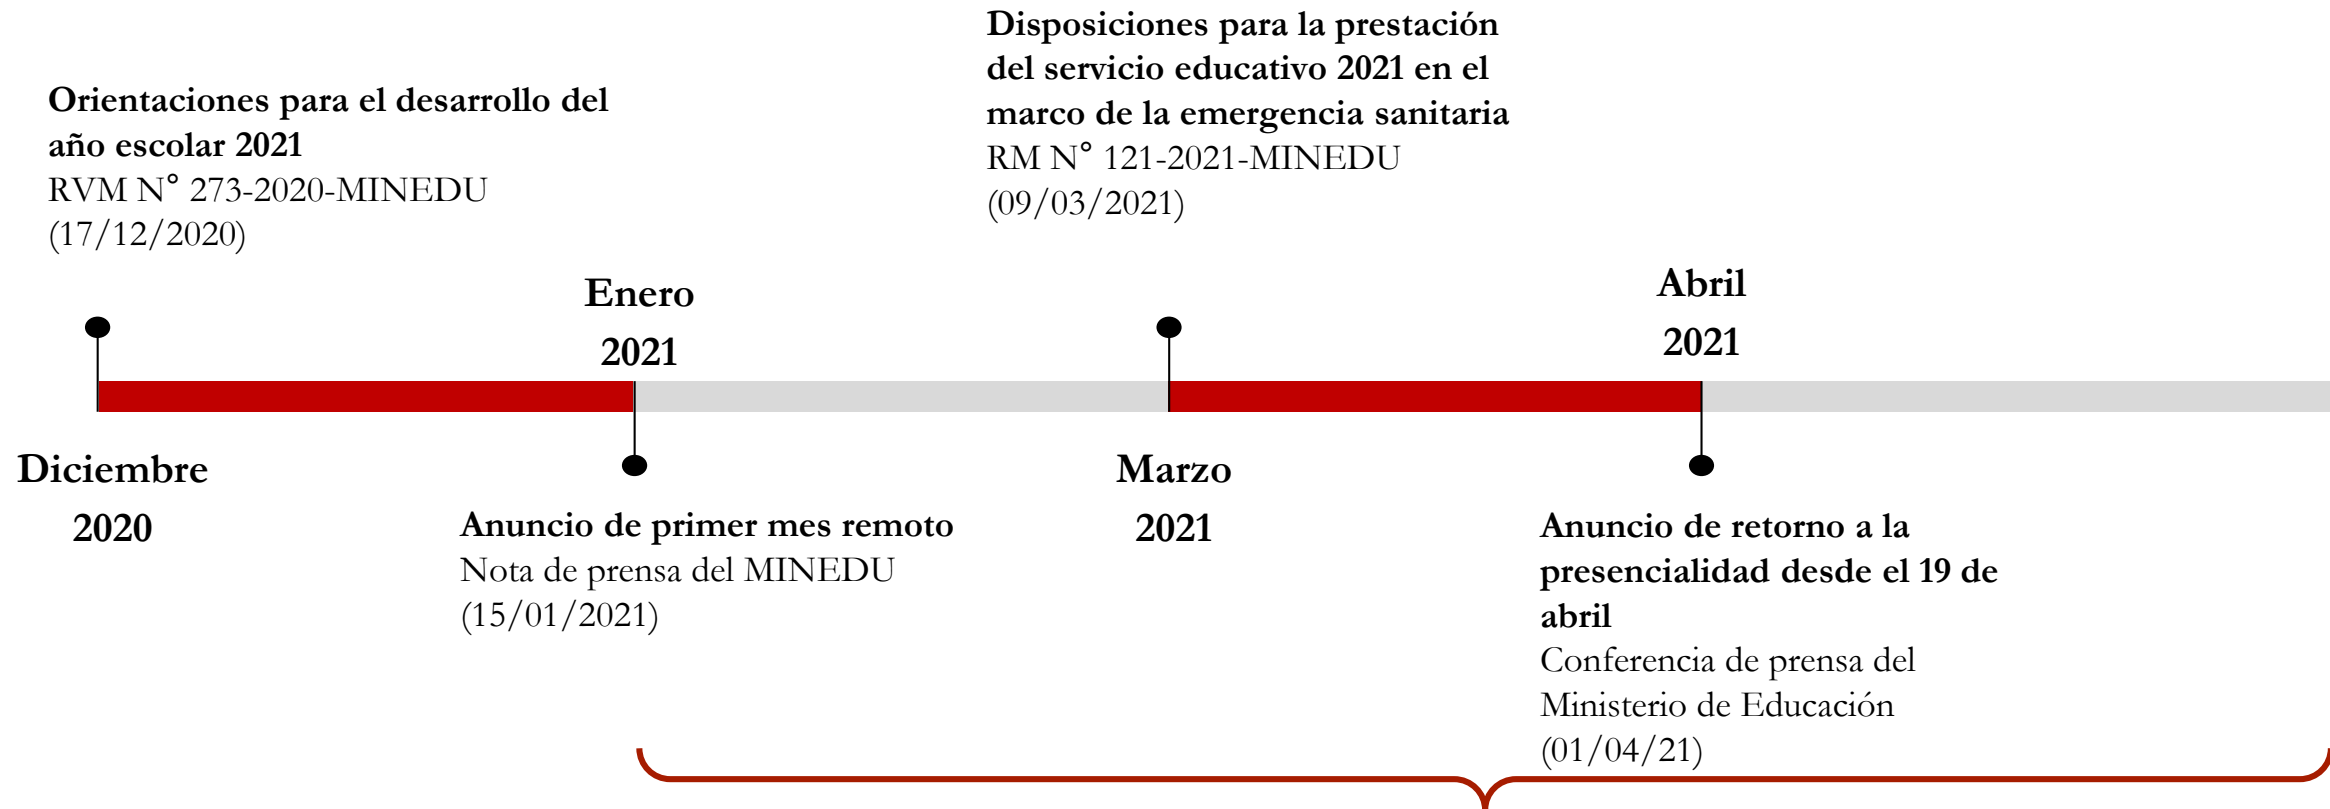 Orientaciones para el desarrollo del
año escolar 2021
RVM N° 273-2020-MINEDU
(17/12/2020)
Diciembre
2020
Enero
2021
Anuncio de primer mes remoto
Nota de prensa del MINEDU
(15/01/2021)
Disposiciones para la prestación
del servicio educativo 2021 en el
marco de la emergencia sanitaria
RM N° 121-2021-MINEDU
(09/03/2021)
Marzo
2021
Abril
2021
Anuncio de retorno a la
presencialidad desde el 19 de
abril
Conferencia de prensa del
Ministerio de Educación
(01/04/21)